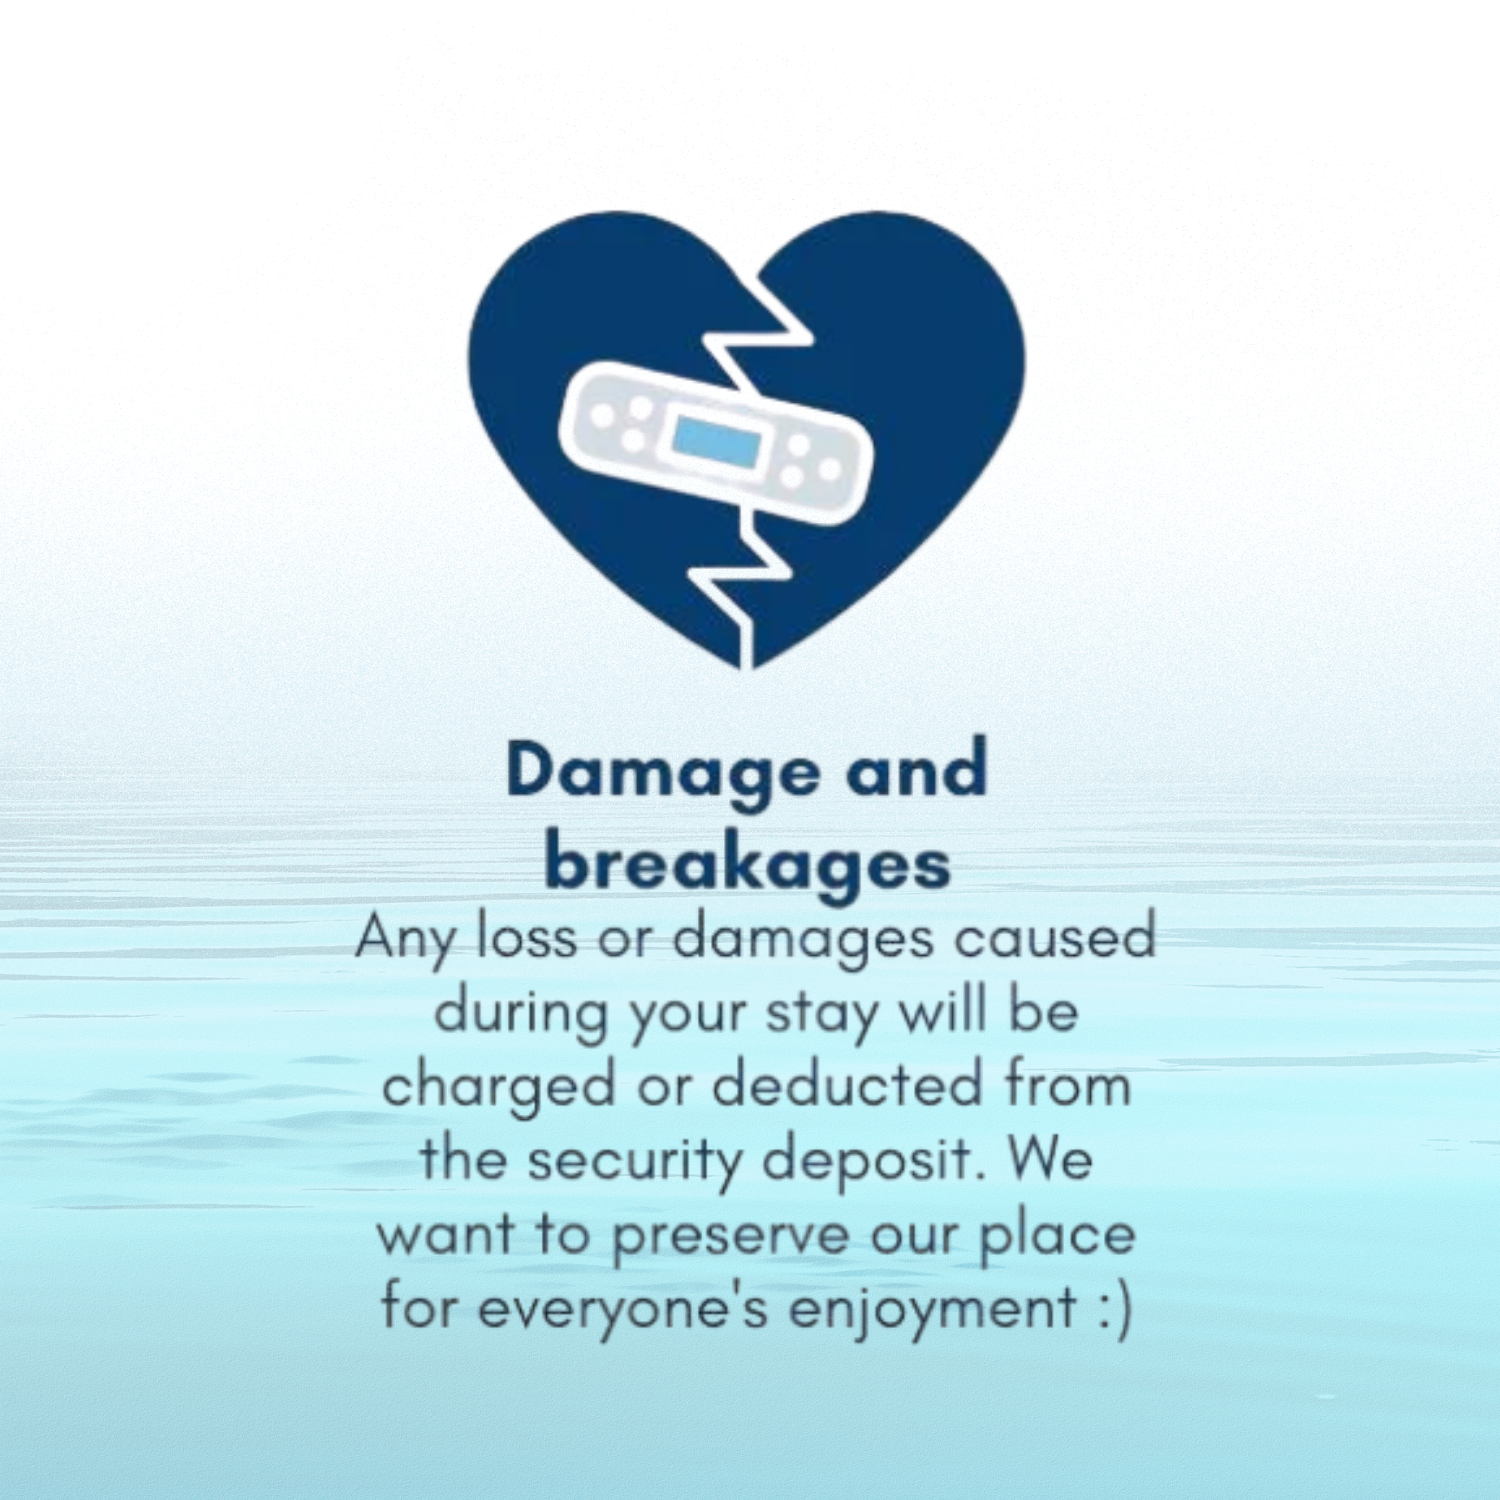 Damage and
breakages
Any loss or damages caused
during your stay will be
charged or deducted from
the security deposit. We
want to preserve our place
for everyone's enjoyment :)